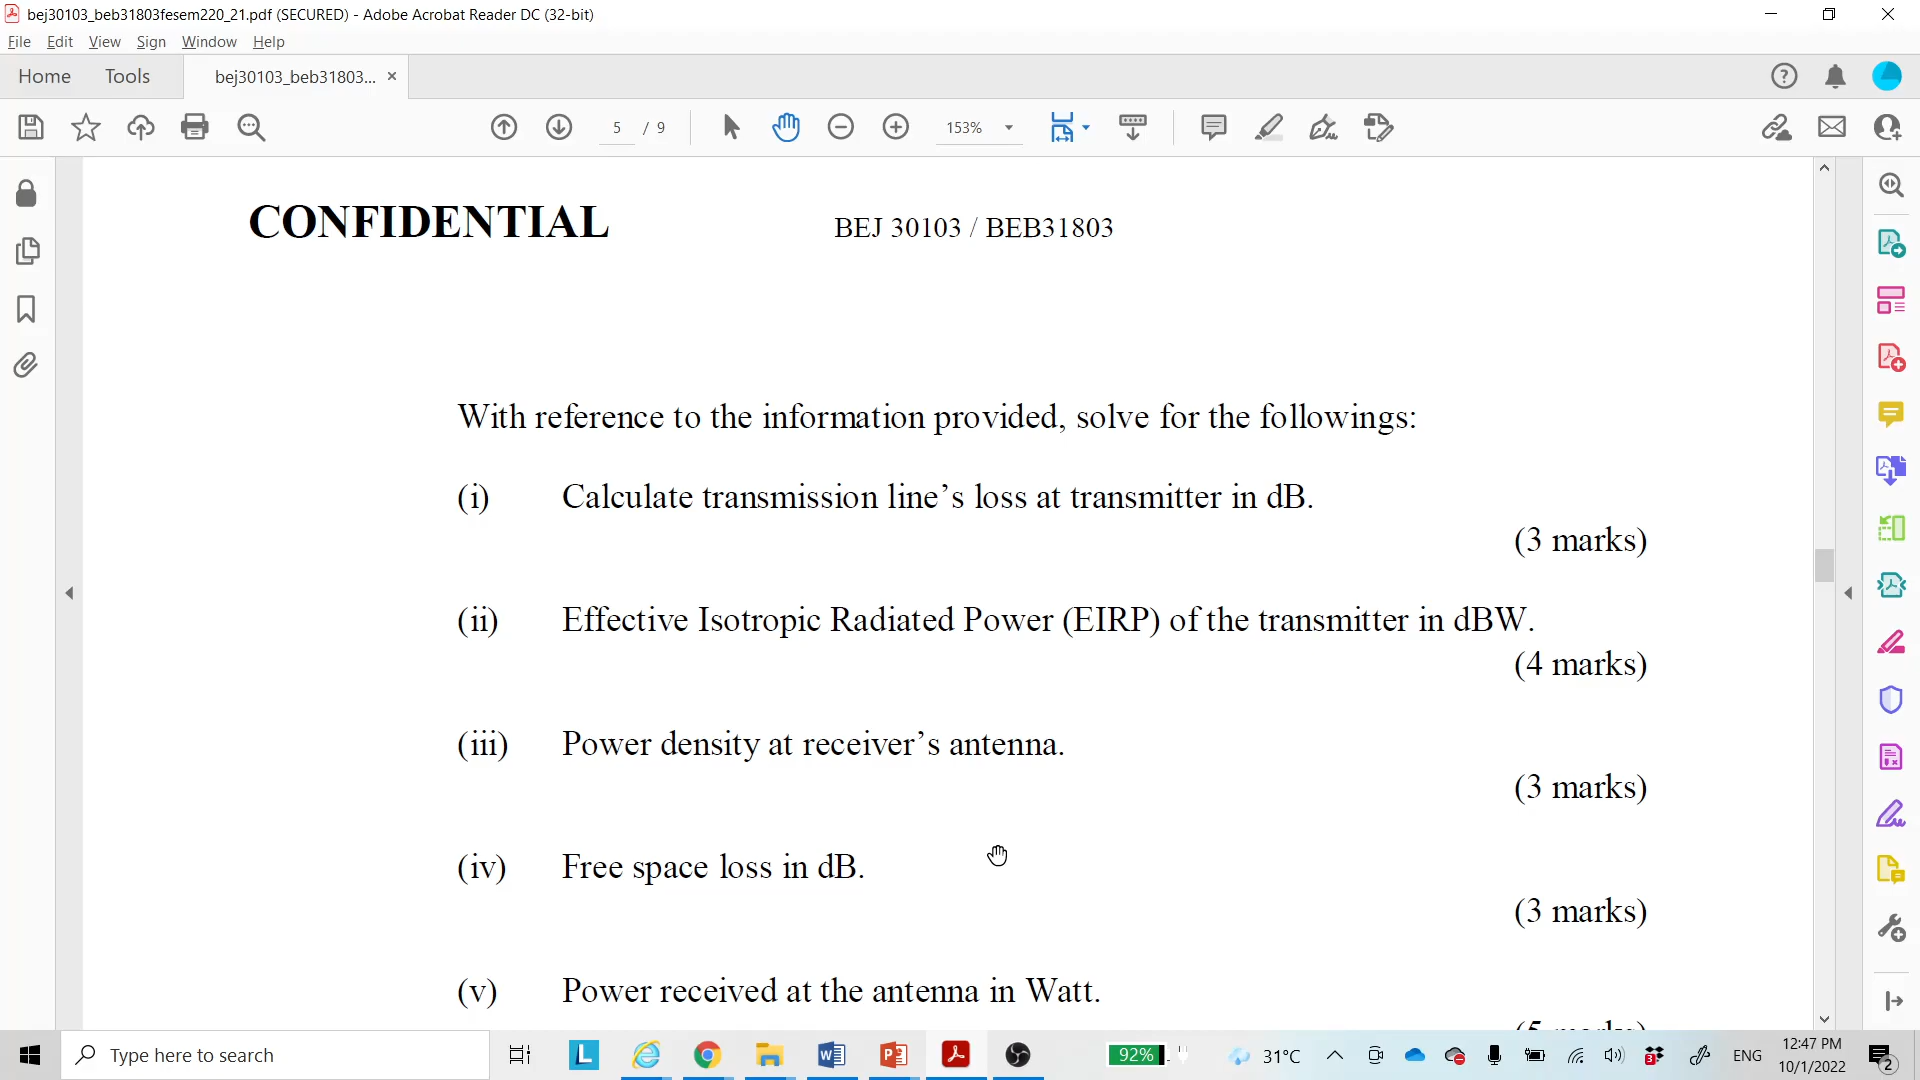 bej30103_beb31803fesem220_21.pdf (SECURED) - Adobe Acrobat Reader DC (32-bit)
File Edit View Sign Window Help
Home Tools bej30103_beb31803... ×
5 / 9 153%
CONFIDENTIAL BEJ 30103 / BEB31803
With reference to the information provided, solve for the followings:
(i) Calculate transmission line’s loss at transmitter in dB.
(3 marks)
(ii) Effective Isotropic Radiated Power (EIRP) of the transmitter in dBW.
(4 marks)
(iii) Power density at receiver’s antenna.
(3 marks)
(iv) Free space loss in dB.
(3 marks)
(v) Power received at the antenna in Watt.
Type here to search L 92% 31°C 3 ENG 12:47 PM
10/1/2022 2